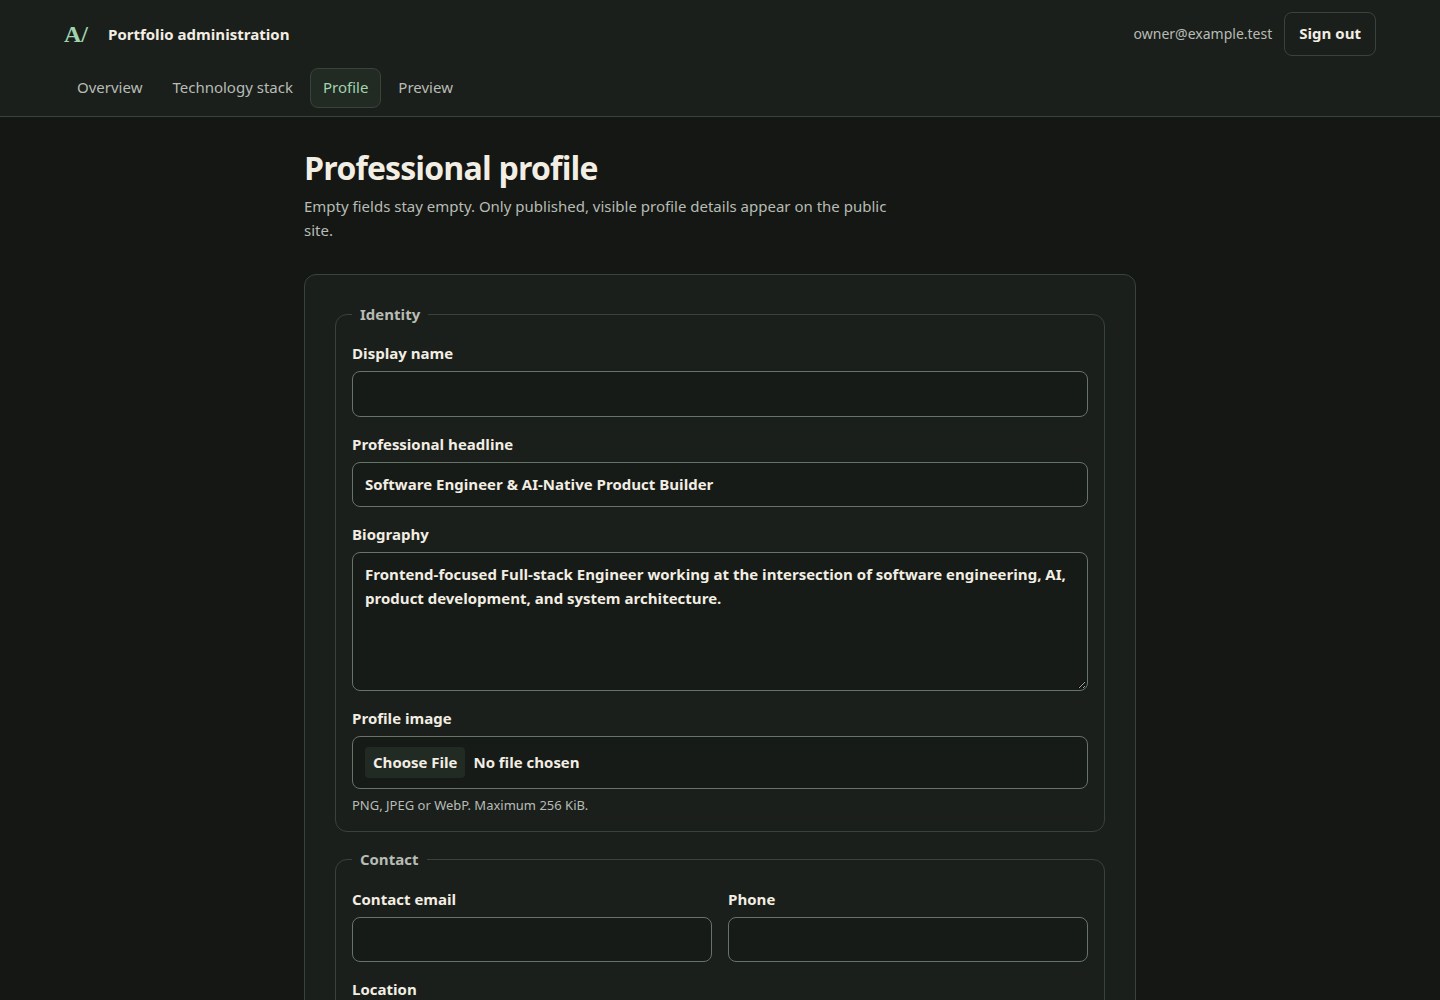 A/ Portfolio administration
owner@example.test Sign out
Overview Technology stack Profile Preview
Professional profile
Empty fields stay empty. Only published, visible profile details appear on the public
site.
Identity
Display name
Professional headline
Software Engineer & AI-Native Product Builder
Biography
Frontend-focused Full-stack Engineer working at the intersection of software engineering, AI,
product development, and system architecture.
Profile image
Choose File No file chosen
PNG, JPEG or WebP. Maximum 256 KiB.
Contact
Contact email Phone
Location